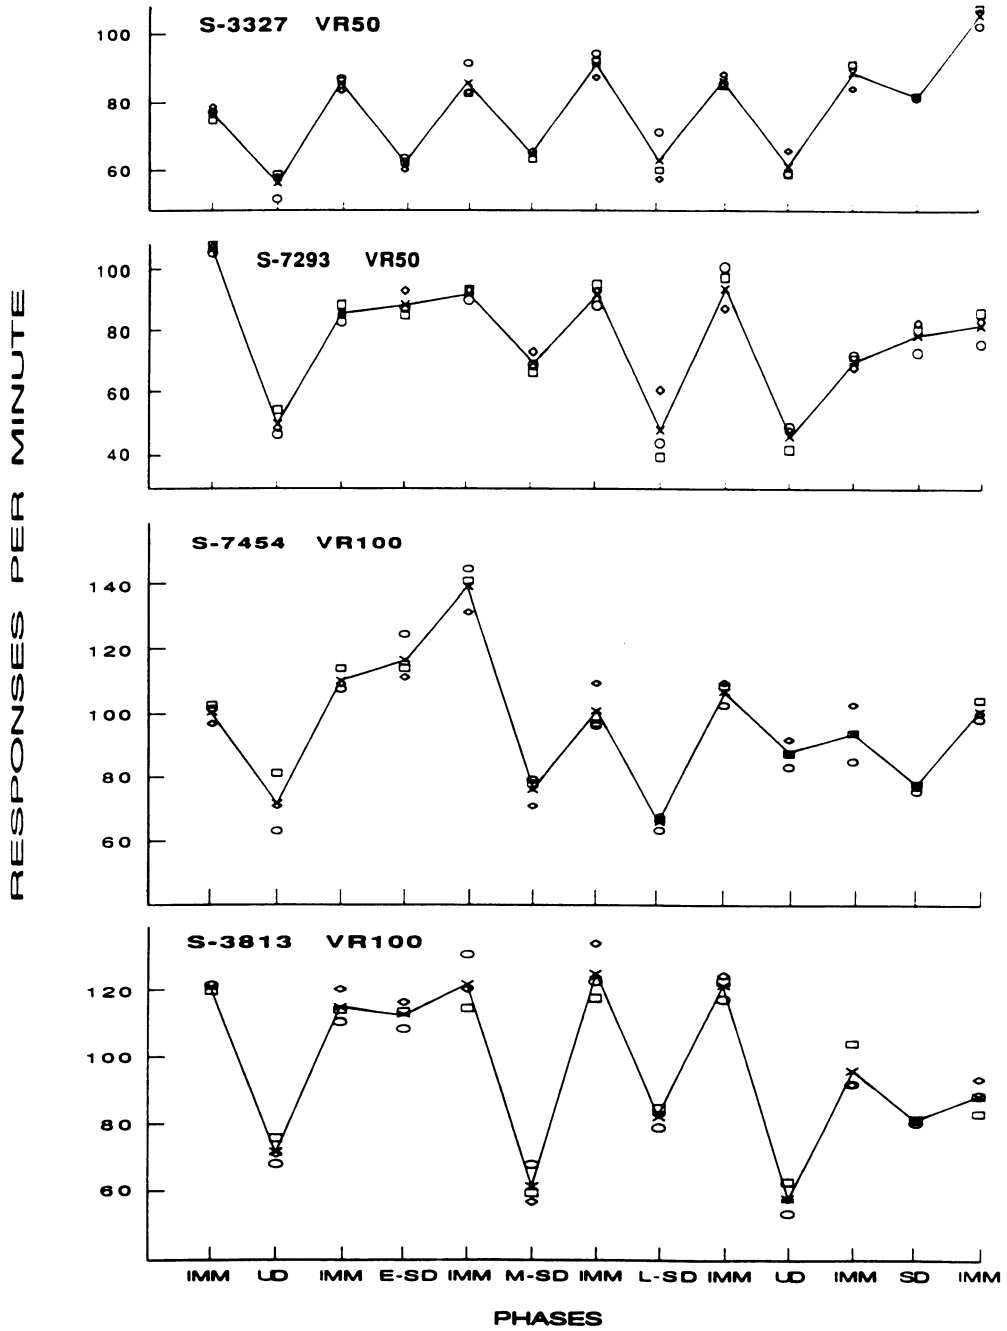 S-3327 VR50
100
80
60
S-7293 VR50
100
80
60
40
S-7454 VR100
140
120
100
80
60
S-3813 VR100
120
100
80
60
IMM UD IMM E-SD IMM M-SD IMM L-SD IMM UD IMM SD IMM
PHASES
RESPONSES PER MINUTE